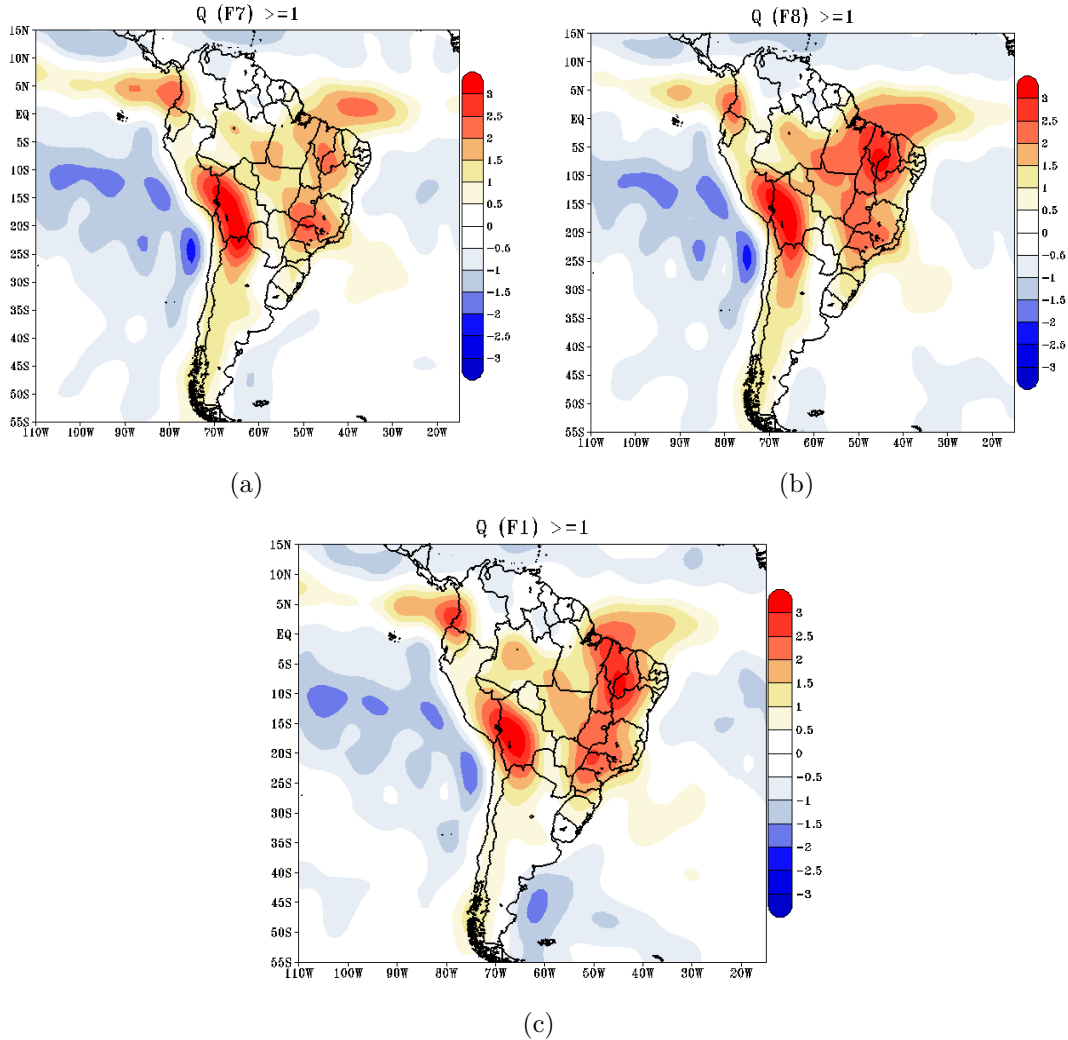 Q (F7) >=1
15N
10N
5N
EQ
5S
10S
15S
20S
25S
30S
35S
40S
45S
50S
55S
110W 100W 90W 80W 70W 60W 50W 40W 30W 20W
3
2.5
2
1.5
1
0.5
0
-0.5
-1
-1.5
-2
-2.5
-3
(a)
Q (F8) >=1
15N
10N
5N
EQ
5S
10S
15S
20S
25S
30S
35S
40S
45S
50S
55S
110W 100W 90W 80W 70W 60W 50W 40W 30W 20W
3
2.5
2
1.5
1
0.5
0
-0.5
-1
-1.5
-2
-2.5
-3
(b)
Q (F1) >=1
15N
10N
5N
EQ
5S
10S
15S
20S
25S
30S
35S
40S
45S
50S
55S
110W 100W 90W 80W 70W 60W 50W 40W 30W 20W
3
2.5
2
1.5
1
0.5
0
-0.5
-1
-1.5
-2
-2.5
-3
(c)